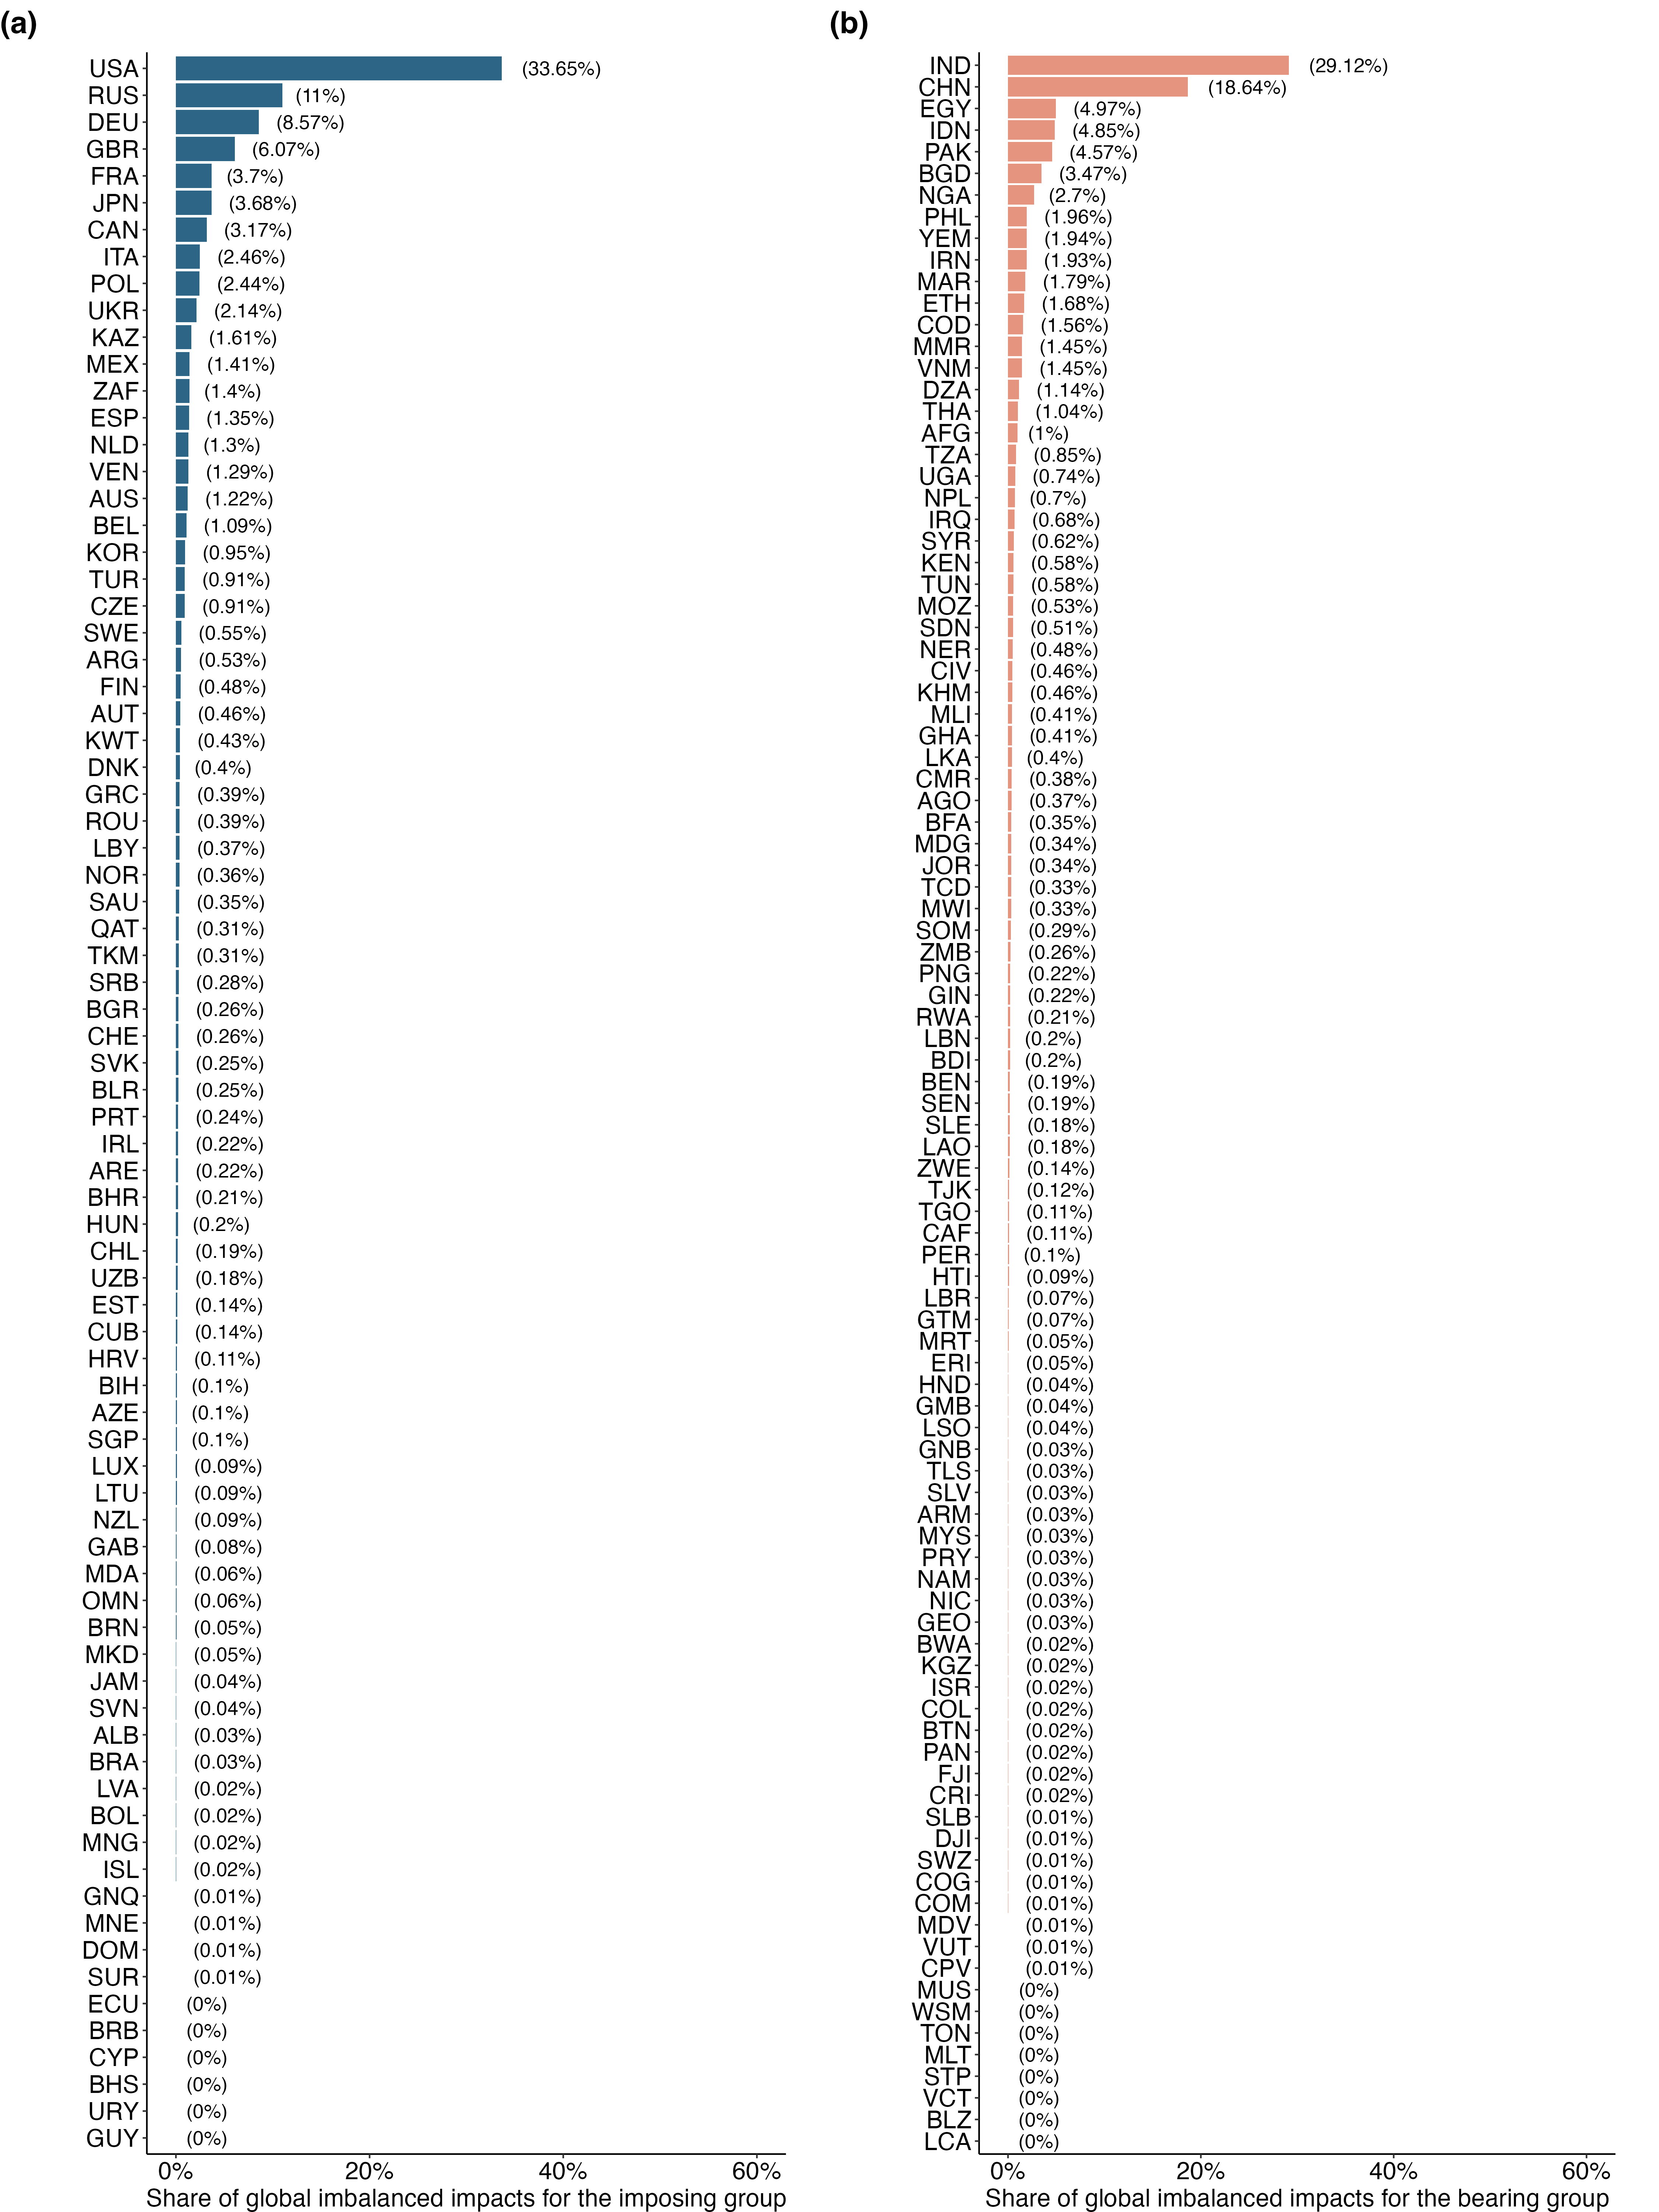 (a)
USA (33.65%)
RUS (11%)
DEU (8.57%)
GBR (6.07%)
FRA (3.7%)
JPN (3.68%)
CAN (3.17%)
ITA (2.46%)
POL (2.44%)
UKR (2.14%)
KAZ (1.61%)
MEX (1.41%)
ZAF (1.4%)
ESP (1.35%)
NLD (1.3%)
VEN (1.29%)
AUS (1.22%)
BEL (1.09%)
KOR (0.95%)
TUR (0.91%)
CZE (0.91%)
SWE (0.55%)
ARG (0.53%)
FIN (0.48%)
AUT (0.46%)
KWT (0.43%)
DNK (0.4%)
GRC (0.39%)
ROU (0.39%)
LBY (0.37%)
NOR (0.36%)
SAU (0.35%)
QAT (0.31%)
TKM (0.31%)
SRB (0.28%)
BGR (0.26%)
CHE (0.26%)
SVK (0.25%)
BLR (0.25%)
PRT (0.24%)
IRL (0.22%)
ARE (0.22%)
BHR (0.21%)
HUN (0.2%)
CHL (0.19%)
UZB (0.18%)
EST (0.14%)
CUB (0.14%)
HRV (0.11%)
BIH (0.1%)
AZE (0.1%)
SGP (0.1%)
LUX (0.09%)
LTU (0.09%)
NZL (0.09%)
GAB (0.08%)
MDA (0.06%)
OMN (0.06%)
BRN (0.05%)
MKD (0.05%)
JAM (0.04%)
SVN (0.04%)
ALB (0.03%)
BRA (0.03%)
LVA (0.02%)
BOL (0.02%)
MNG (0.02%)
ISL (0.02%)
GNQ (0.01%)
MNE (0.01%)
DOM (0.01%)
SUR (0.01%)
ECU (0%)
BRB (0%)
CYP (0%)
BHS (0%)
URY (0%)
GUY (0%)
0% 20% 40% 60%
Share of global imbalanced impacts for the imposing group
(b)
IND (29.12%)
CHN (18.64%)
EGY (4.97%)
IDN (4.85%)
PAK (4.57%)
BGD (3.47%)
NGA (2.7%)
PHL (1.96%)
YEM (1.94%)
IRN (1.93%)
MAR (1.79%)
ETH (1.68%)
COD (1.56%)
MMR (1.45%)
VNM (1.45%)
DZA (1.14%)
THA (1.04%)
AFG (1%)
TZA (0.85%)
UGA (0.74%)
NPL (0.7%)
IRQ (0.68%)
SYR (0.62%)
KEN (0.58%)
TUN (0.58%)
MOZ (0.53%)
SDN (0.51%)
NER (0.48%)
CIV (0.46%)
KHM (0.46%)
MLI (0.41%)
GHA (0.41%)
LKA (0.4%)
CMR (0.38%)
AGO (0.37%)
BFA (0.35%)
MDG (0.34%)
JOR (0.34%)
TCD (0.33%)
MWI (0.33%)
SOM (0.29%)
ZMB (0.26%)
PNG (0.22%)
GIN (0.22%)
RWA (0.21%)
LBN (0.2%)
BDI (0.2%)
BEN (0.19%)
SEN (0.19%)
SLE (0.18%)
LAO (0.18%)
ZWE (0.14%)
TJK (0.12%)
TGO (0.11%)
CAF (0.11%)
PER (0.1%)
HTI (0.09%)
LBR (0.07%)
GTM (0.07%)
MRT (0.05%)
ERI (0.05%)
HND (0.04%)
GMB (0.04%)
LSO (0.04%)
GNB (0.03%)
TLS (0.03%)
SLV (0.03%)
ARM (0.03%)
MYS (0.03%)
PRY (0.03%)
NAM (0.03%)
NIC (0.03%)
GEO (0.03%)
BWA (0.02%)
KGZ (0.02%)
ISR (0.02%)
COL (0.02%)
BTN (0.02%)
PAN (0.02%)
FJI (0.02%)
CRI (0.02%)
SLB (0.01%)
DJI (0.01%)
SWZ (0.01%)
COG (0.01%)
COM (0.01%)
MDV (0.01%)
VUT (0.01%)
CPV (0.01%)
MUS (0%)
WSM (0%)
TON (0%)
MLT (0%)
STP (0%)
VCT (0%)
BLZ (0%)
LCA (0%)
0% 20% 40% 60%
Share of global imbalanced impacts for the bearing group